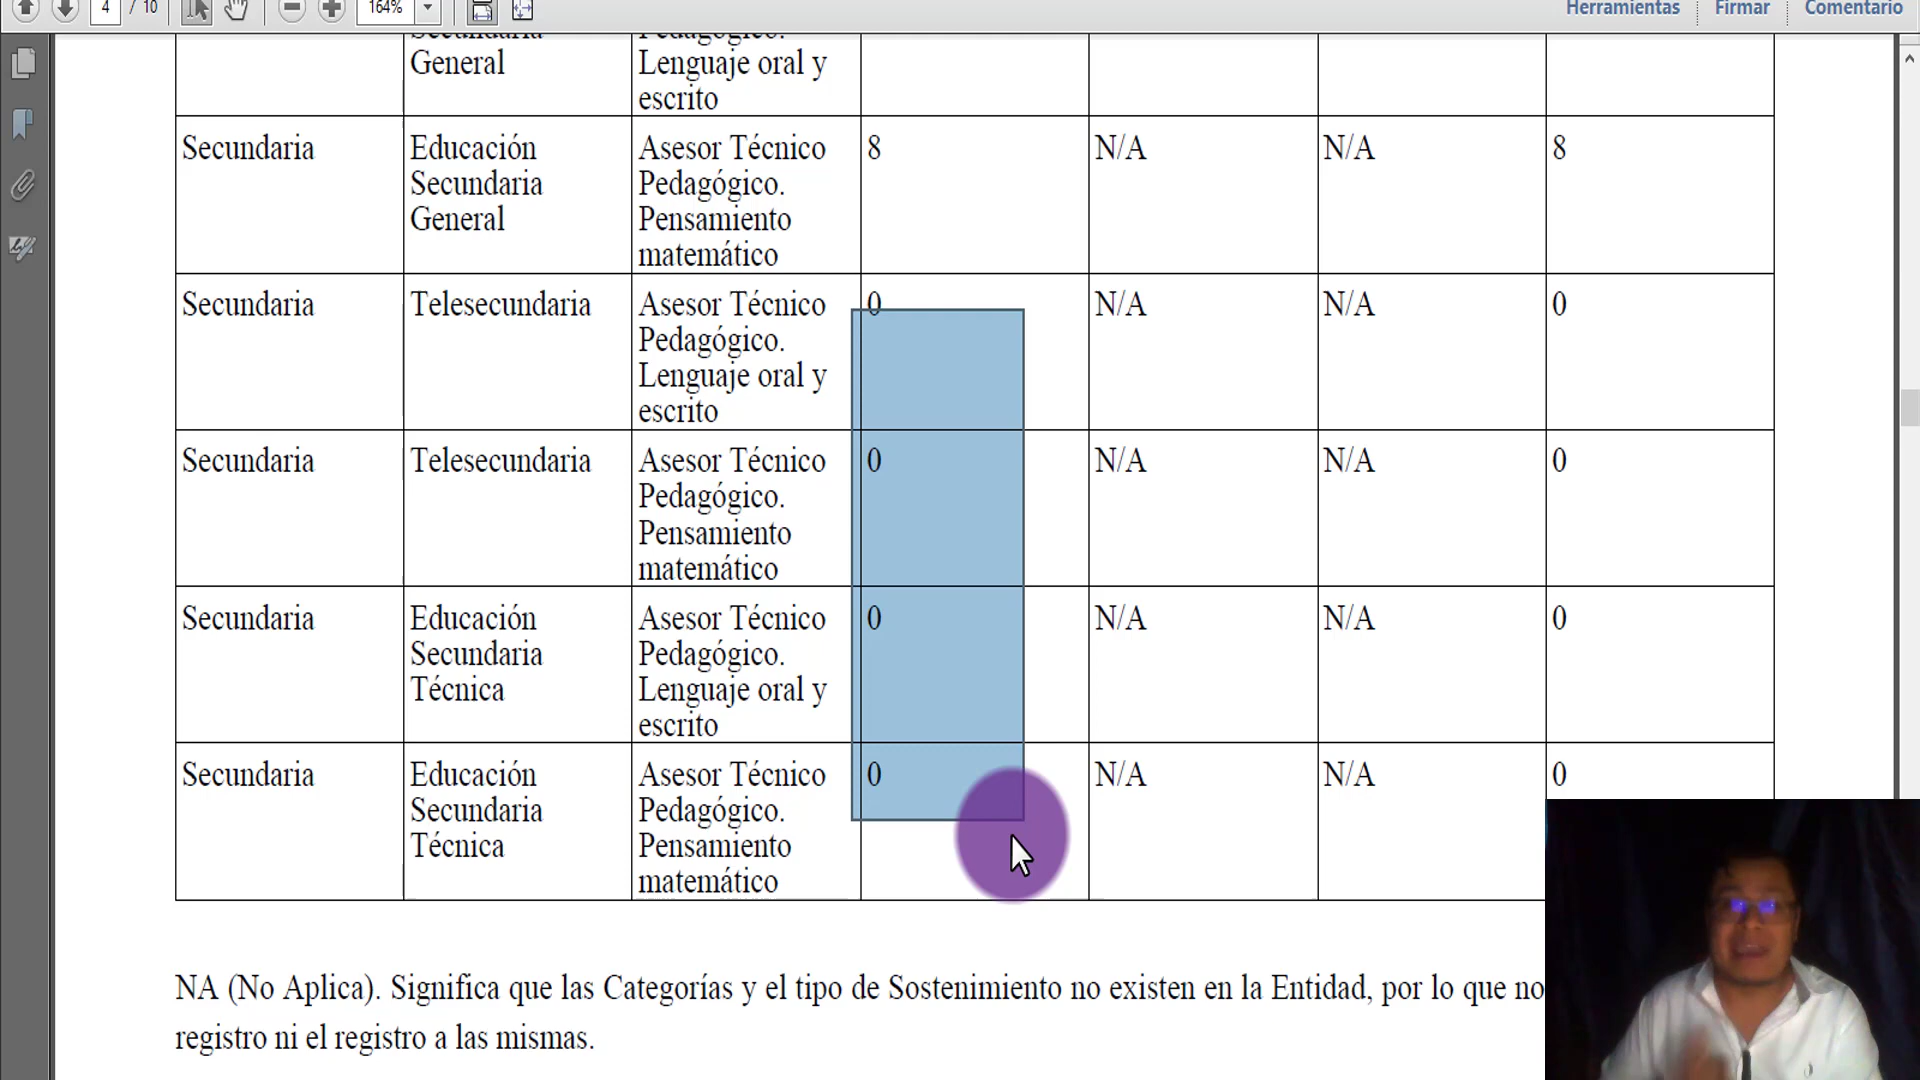 4 / 10 164% Herramientas Firmar Comentario
Secundaria Pedagógico.
General Lenguaje oral y
escrito
Secundaria Educación Asesor Técnico 8 N/A N/A 8
Secundaria Pedagógico.
General Pensamiento
matemático
Secundaria Telesecundaria Asesor Técnico 0 N/A N/A 0
Pedagógico.
Lenguaje oral y
escrito
Secundaria Telesecundaria Asesor Técnico 0 N/A N/A 0
Pedagógico.
Pensamiento
matemático
Secundaria Educación Asesor Técnico 0 N/A N/A 0
Secundaria Pedagógico.
Técnica Lenguaje oral y
escrito
Secundaria Educación Asesor Técnico 0 N/A N/A 0
Secundaria Pedagógico.
Técnica Pensamiento
matemático
NA (No Aplica). Significa que las Categorías y el tipo de Sostenimiento no existen en la Entidad, por lo que no
registro ni el registro a las mismas.